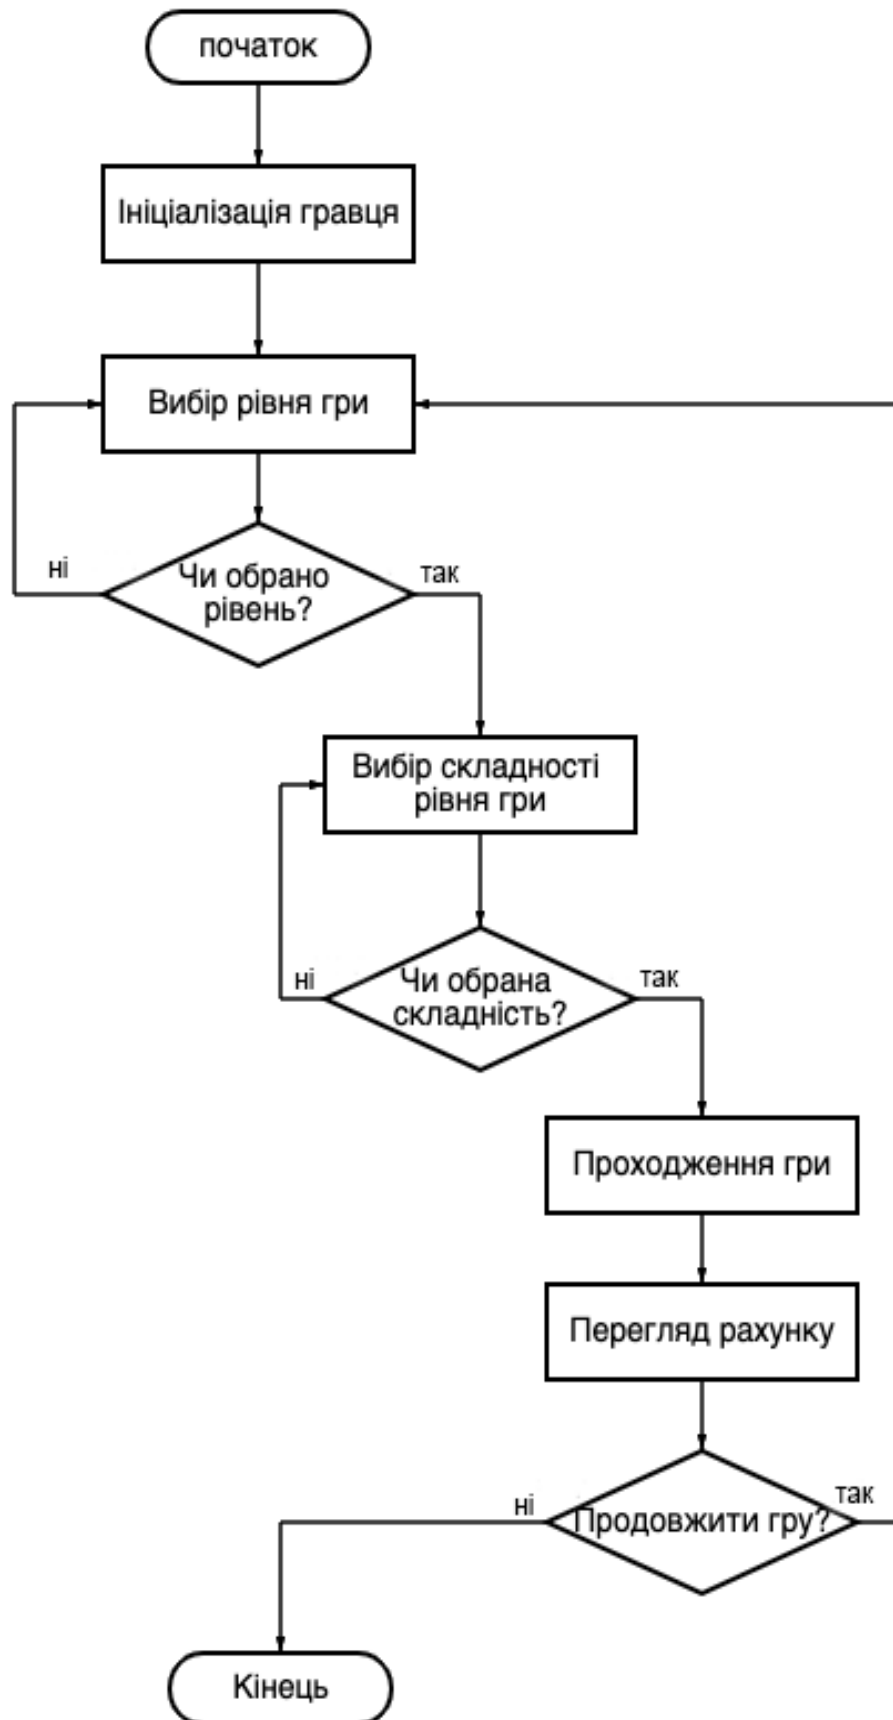 початок
Ініціалізація гравця
Вибір рівня гри
ні
Чи обрано
рівень?
так
Вибір складності
рівня гри
ні
Чи обрана
складність?
так
Проходження гри
Перегляд рахунку
ні
Продовжити гру?
так
Кінець